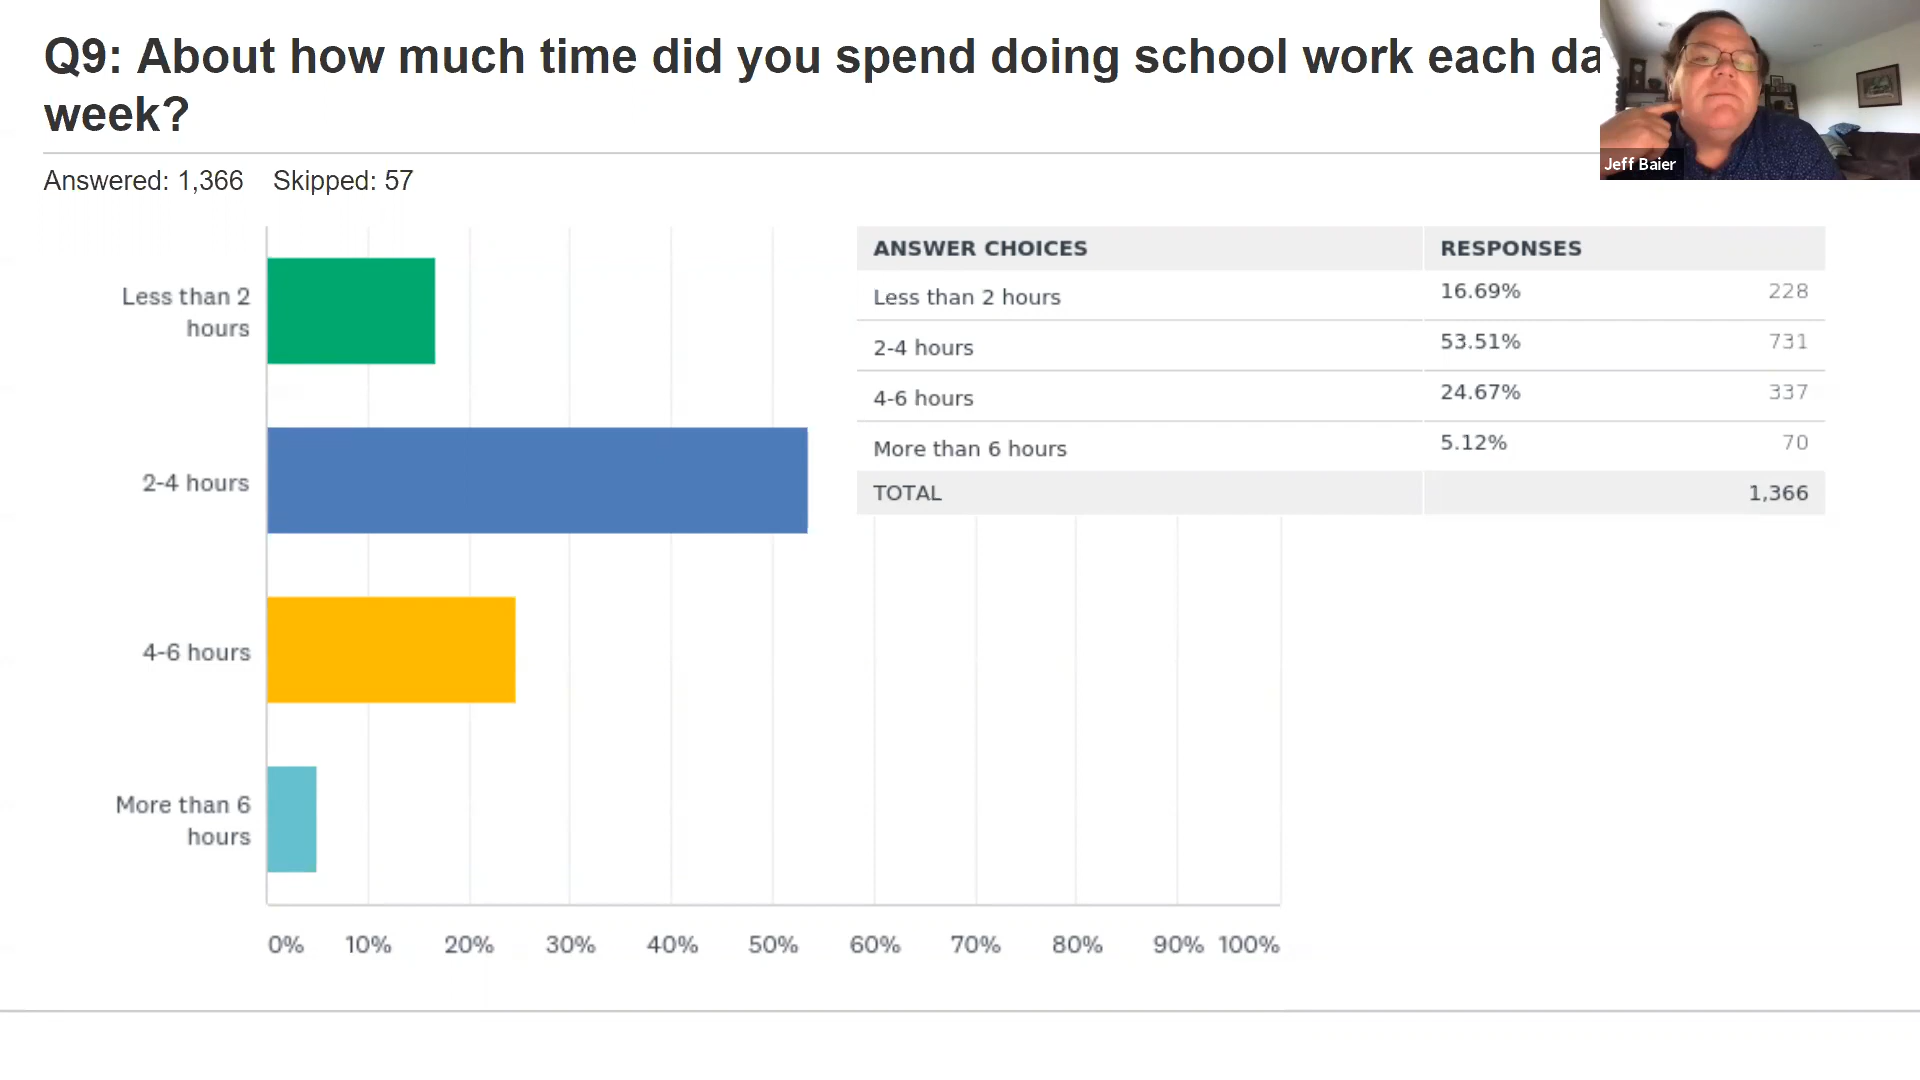 Q9: About how much time did you spend doing school work each
week?
Jeff Baier
Answered: 1,366 Skipped: 57
ANSWER CHOICES RESPONSES
Less than 2 hours 16.69% 228
2-4 hours 53.51% 731
4-6 hours 24.67% 337
More than 6 hours 5.12% 70
TOTAL 1,366
Less than 2
hours
2-4 hours
4-6 hours
More than 6
hours
0% 10% 20% 30% 40% 50% 60% 70% 80% 90% 100%